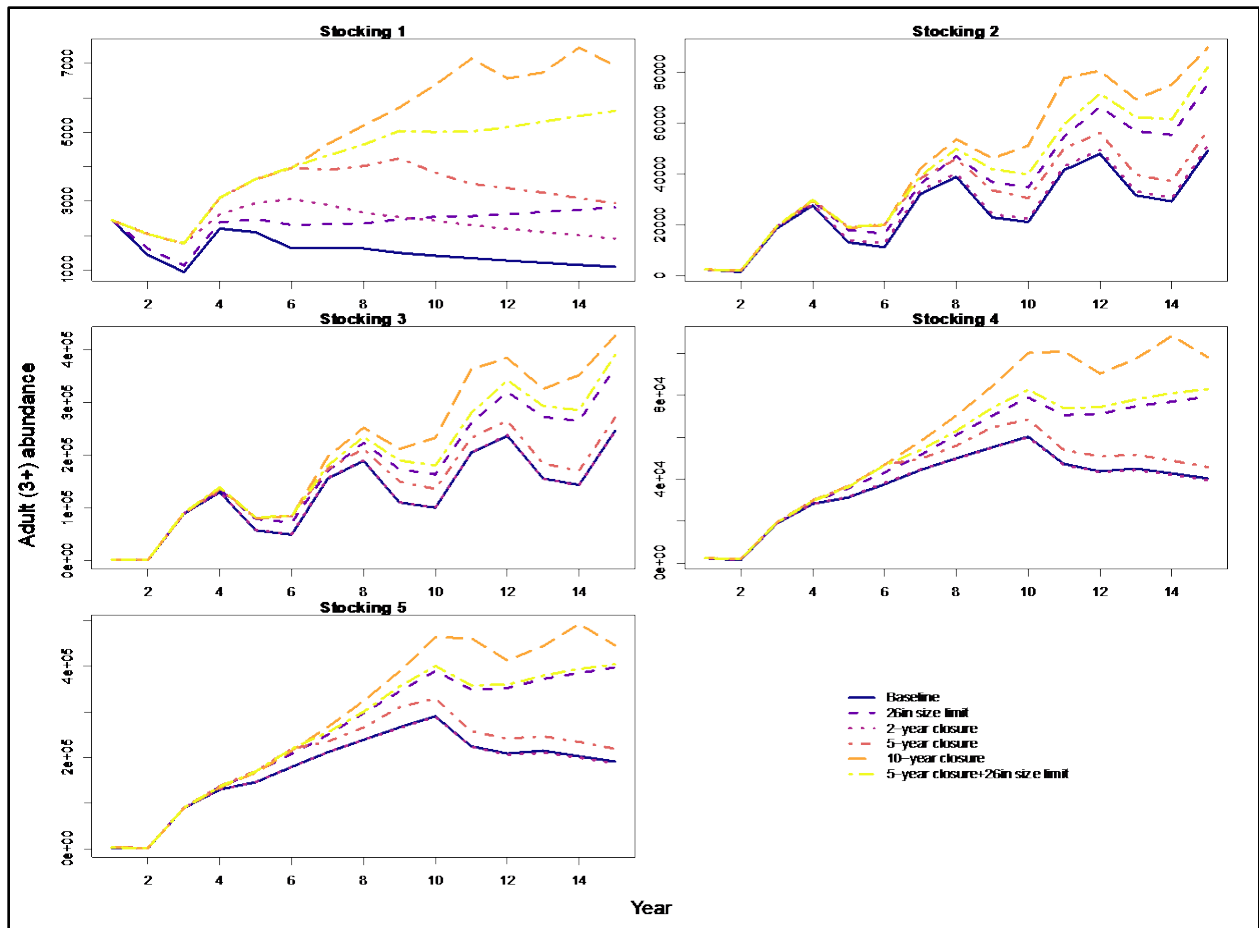 Stocking 1
7000
5000
3000
1000
2 4 6 8 10 12 14
Stocking 2
80000
60000
40000
20000
0
2 4 6 8 10 12 14
Adult (3+) abundance
Stocking 3
4e+05
3e+05
2e+05
1e+05
0e+00
2 4 6 8 10 12 14
Stocking 4
8e+04
4e+04
0e+00
2 4 6 8 10 12 14
Stocking 5
4e+05
2e+05
0e+00
2 4 6 8 10 12 14
Baseline
26in size limit
2-year closure
5-year closure
10-year closure
5-year closure+26in size limit
Year